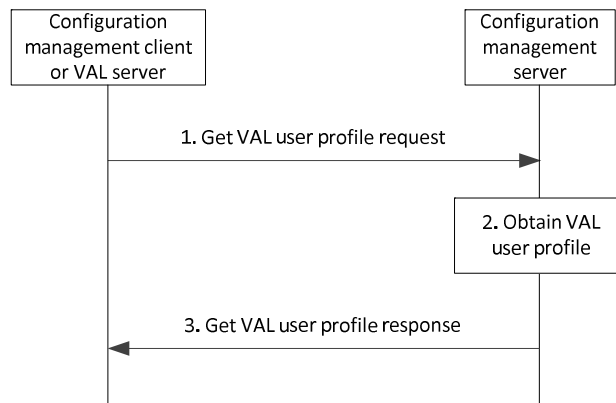 Configuration
management client
or VAL server
Configuration
management
server
1. Get VAL user profile request
2. Obtain VAL
user profile
3. Get VAL user profile response